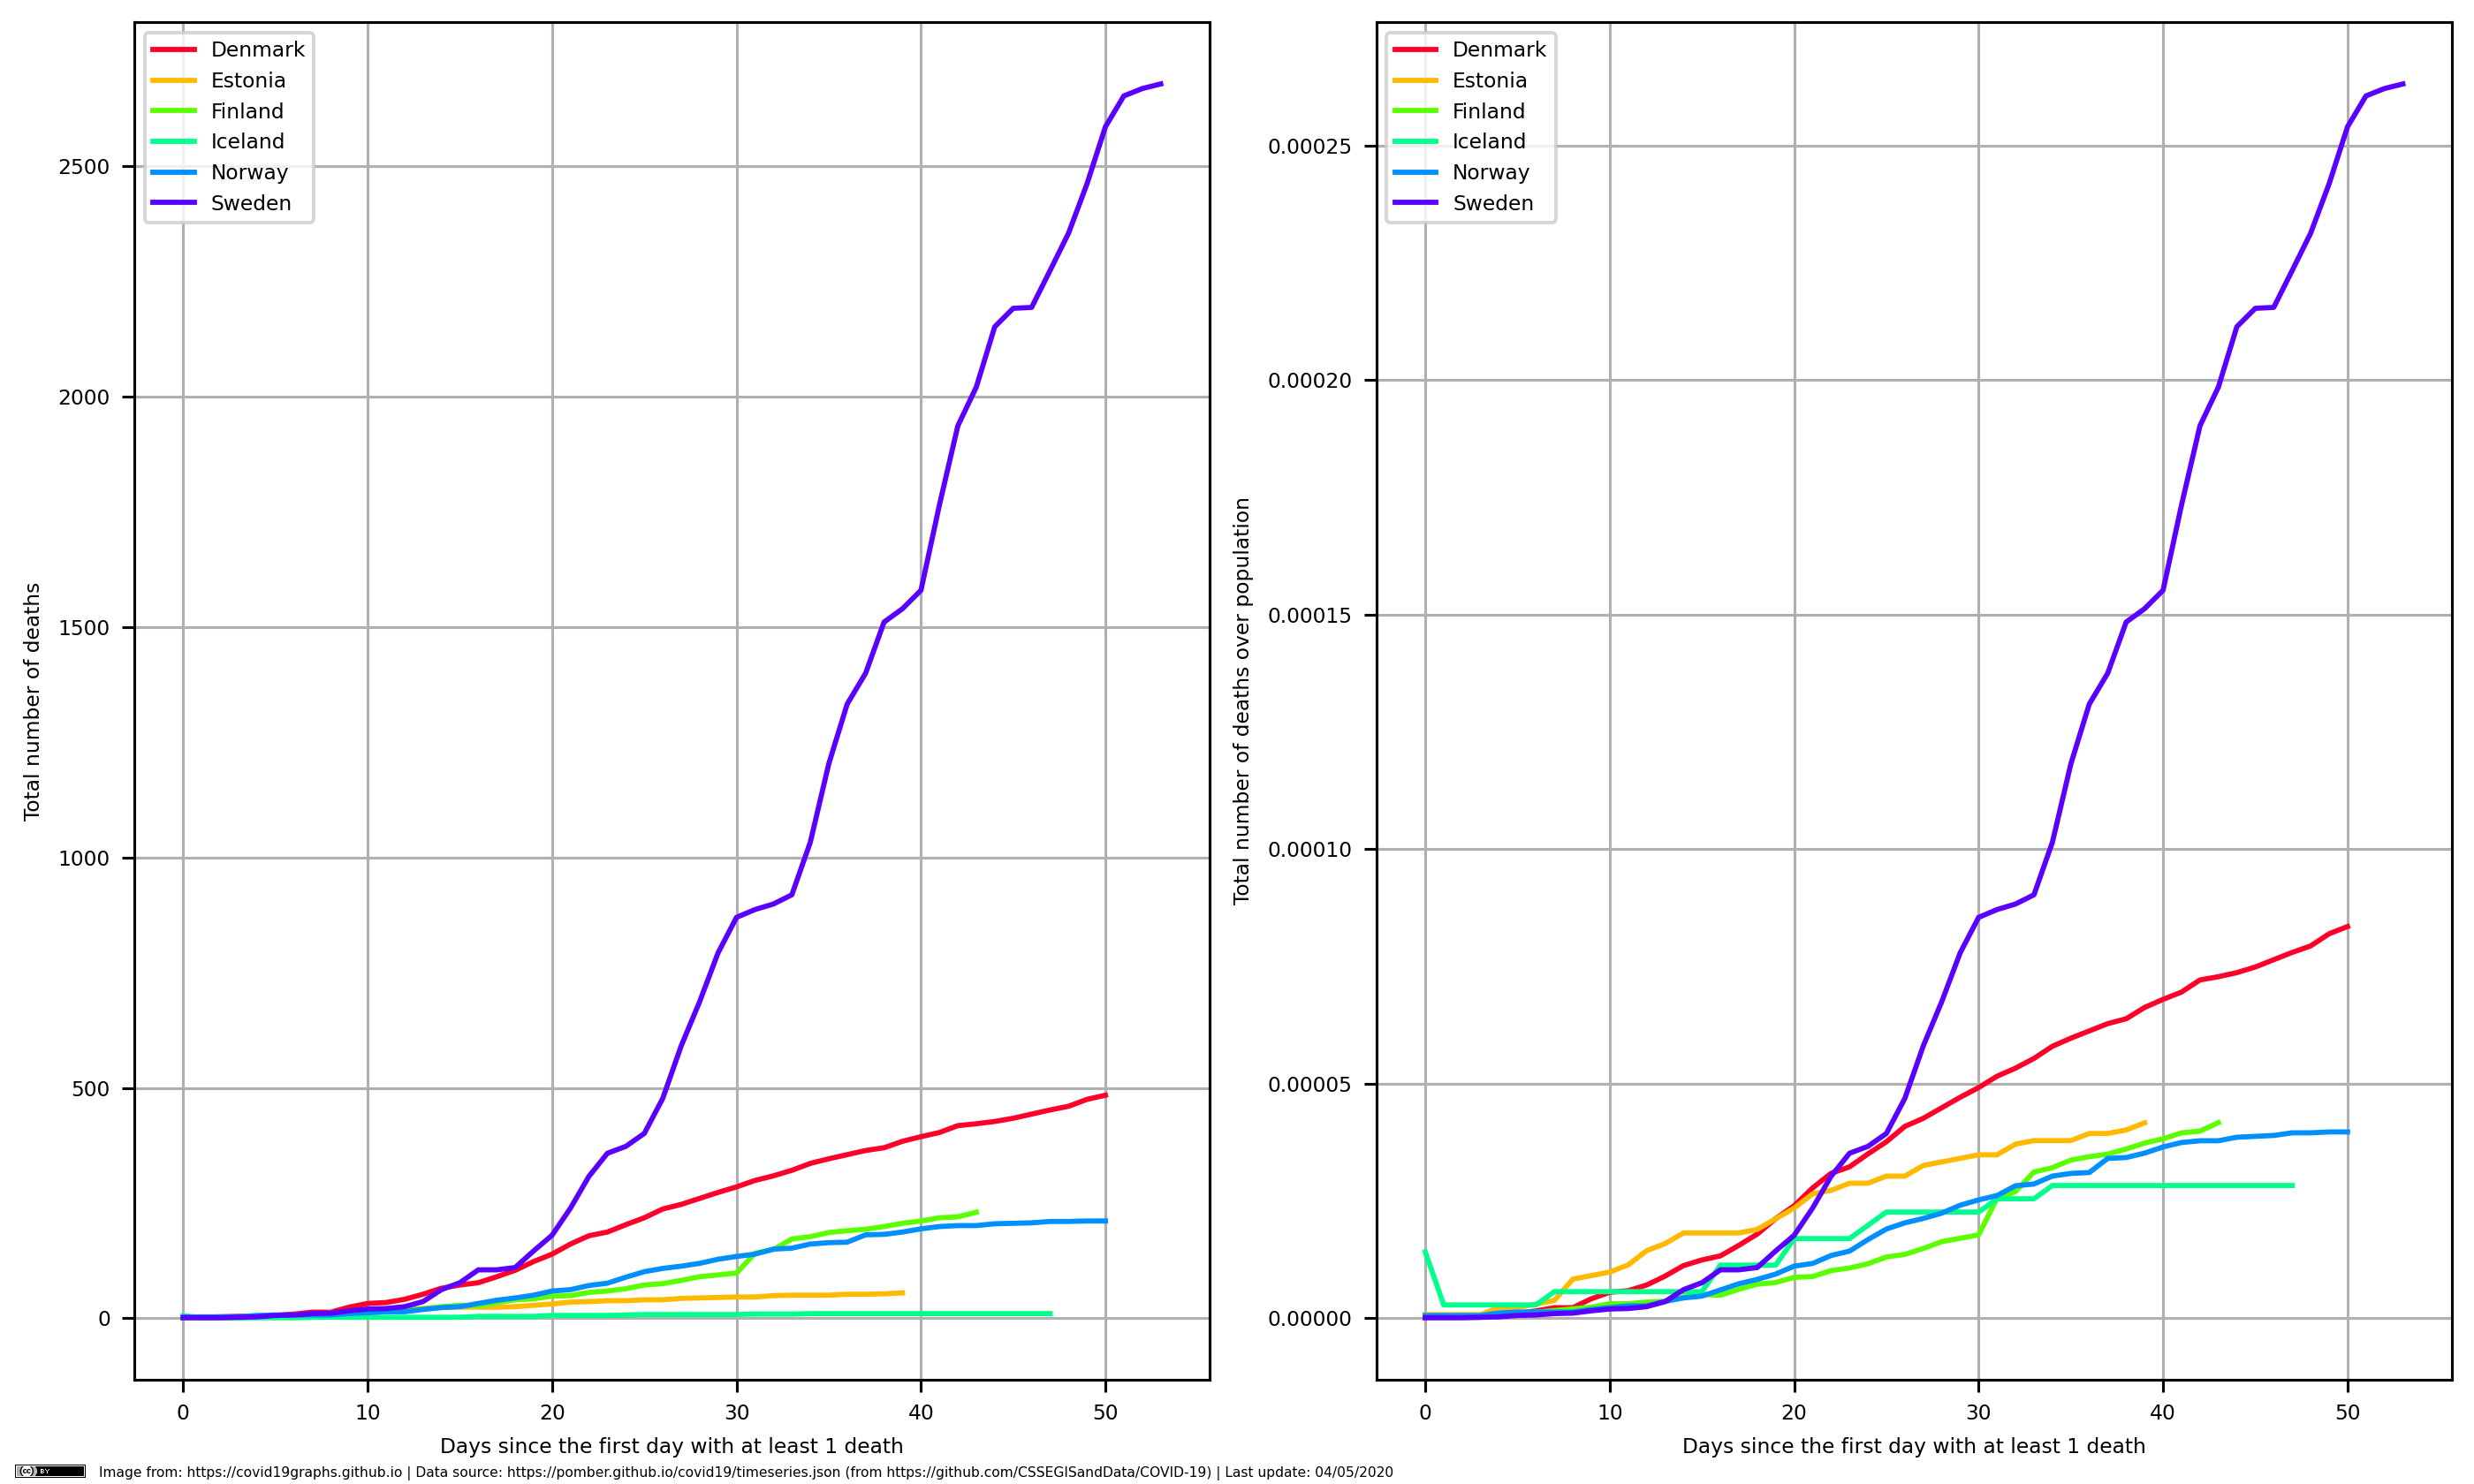 Denmark
Estonia
Finland
Iceland
Norway
Sweden
2500
2000
1500
1000
500
0
Total number of deaths
0 10 20 30 40 50
Days since the first day with at least 1 death
Denmark
Estonia
Finland
Iceland
Norway
Sweden
0.00025
0.00020
0.00015
0.00010
0.00005
0.00000
Total number of deaths over population
0 10 20 30 40 50
Days since the first day with at least 1 death
(cc) BY Image from: https://covid19graphs.github.io | Data source: https://pomber.github.io/covid19/timeseries.json (from https://github.com/CSSEGISandData/COVID-19) | Last update: 04/05/2020